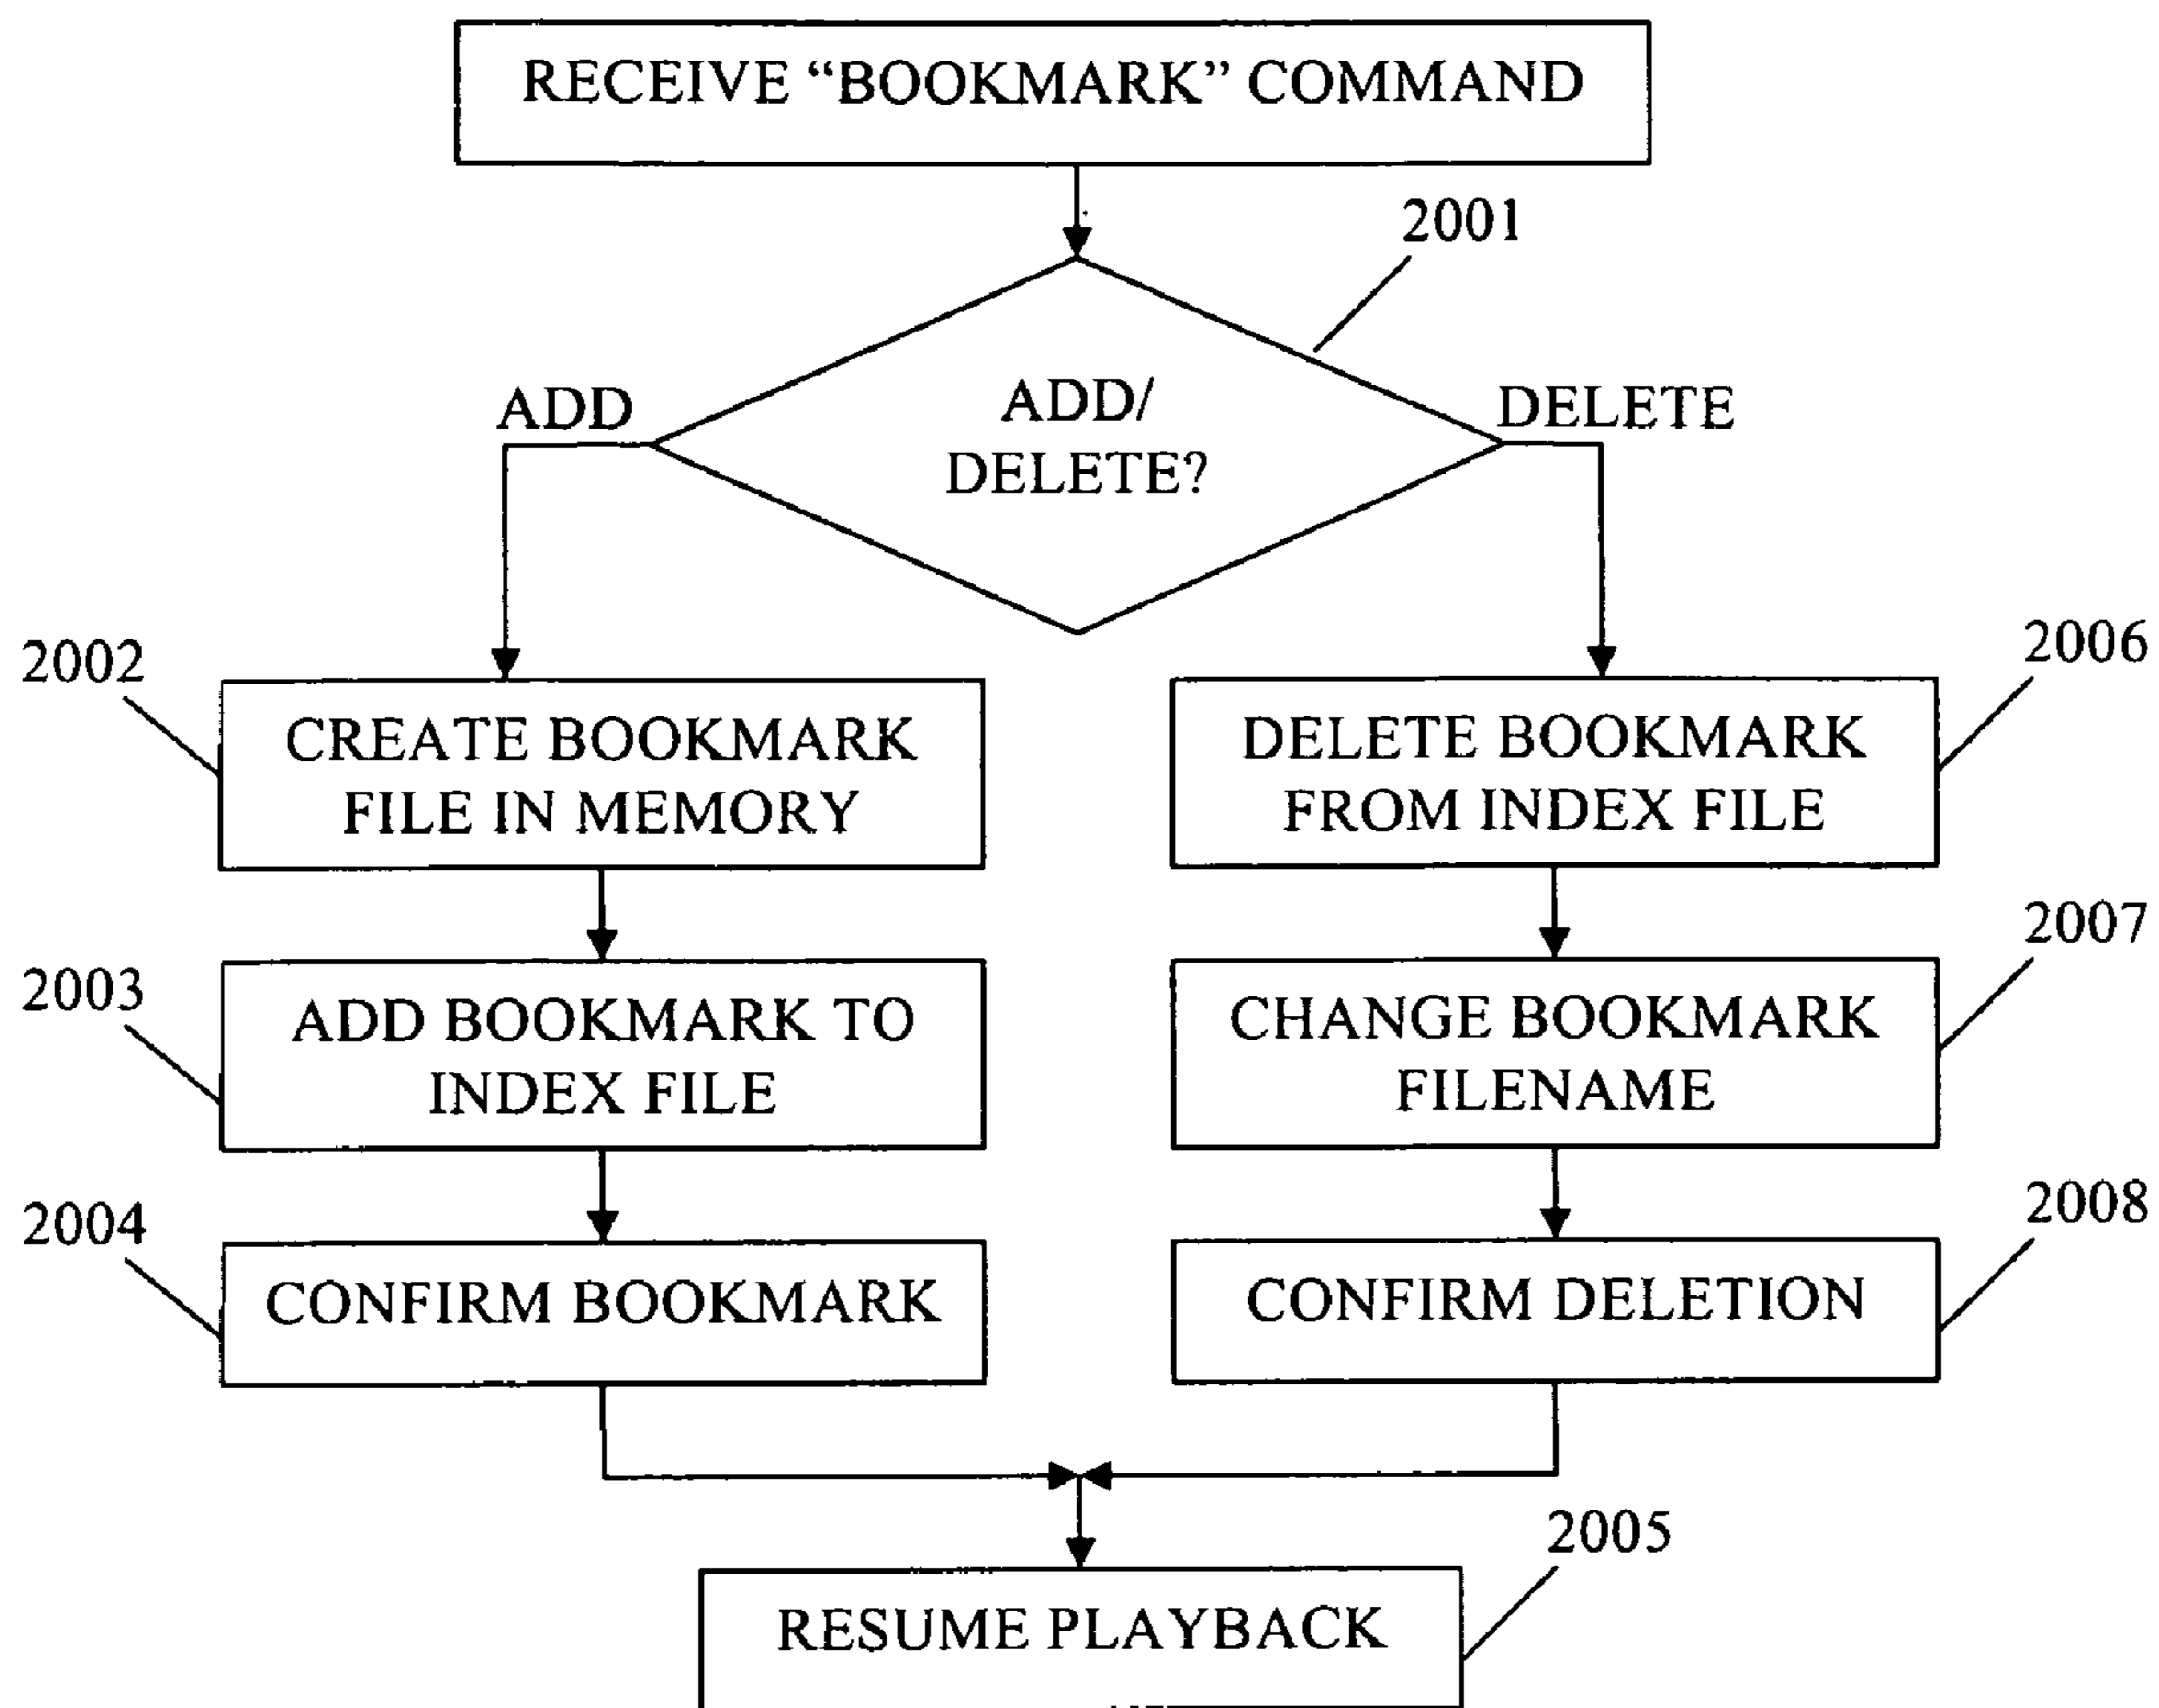 RECEIVE “BOOKMARK” COMMAND
2001
ADD
ADD/
DELETE?
DELETE
2002
CREATE BOOKMARK
FILE IN MEMORY
2006
DELETE BOOKMARK
FROM INDEX FILE
2003
ADD BOOKMARK TO
INDEX FILE
2007
CHANGE BOOKMARK
FILENAME
2004
CONFIRM BOOKMARK
2008
CONFIRM DELETION
2005
RESUME PLAYBACK